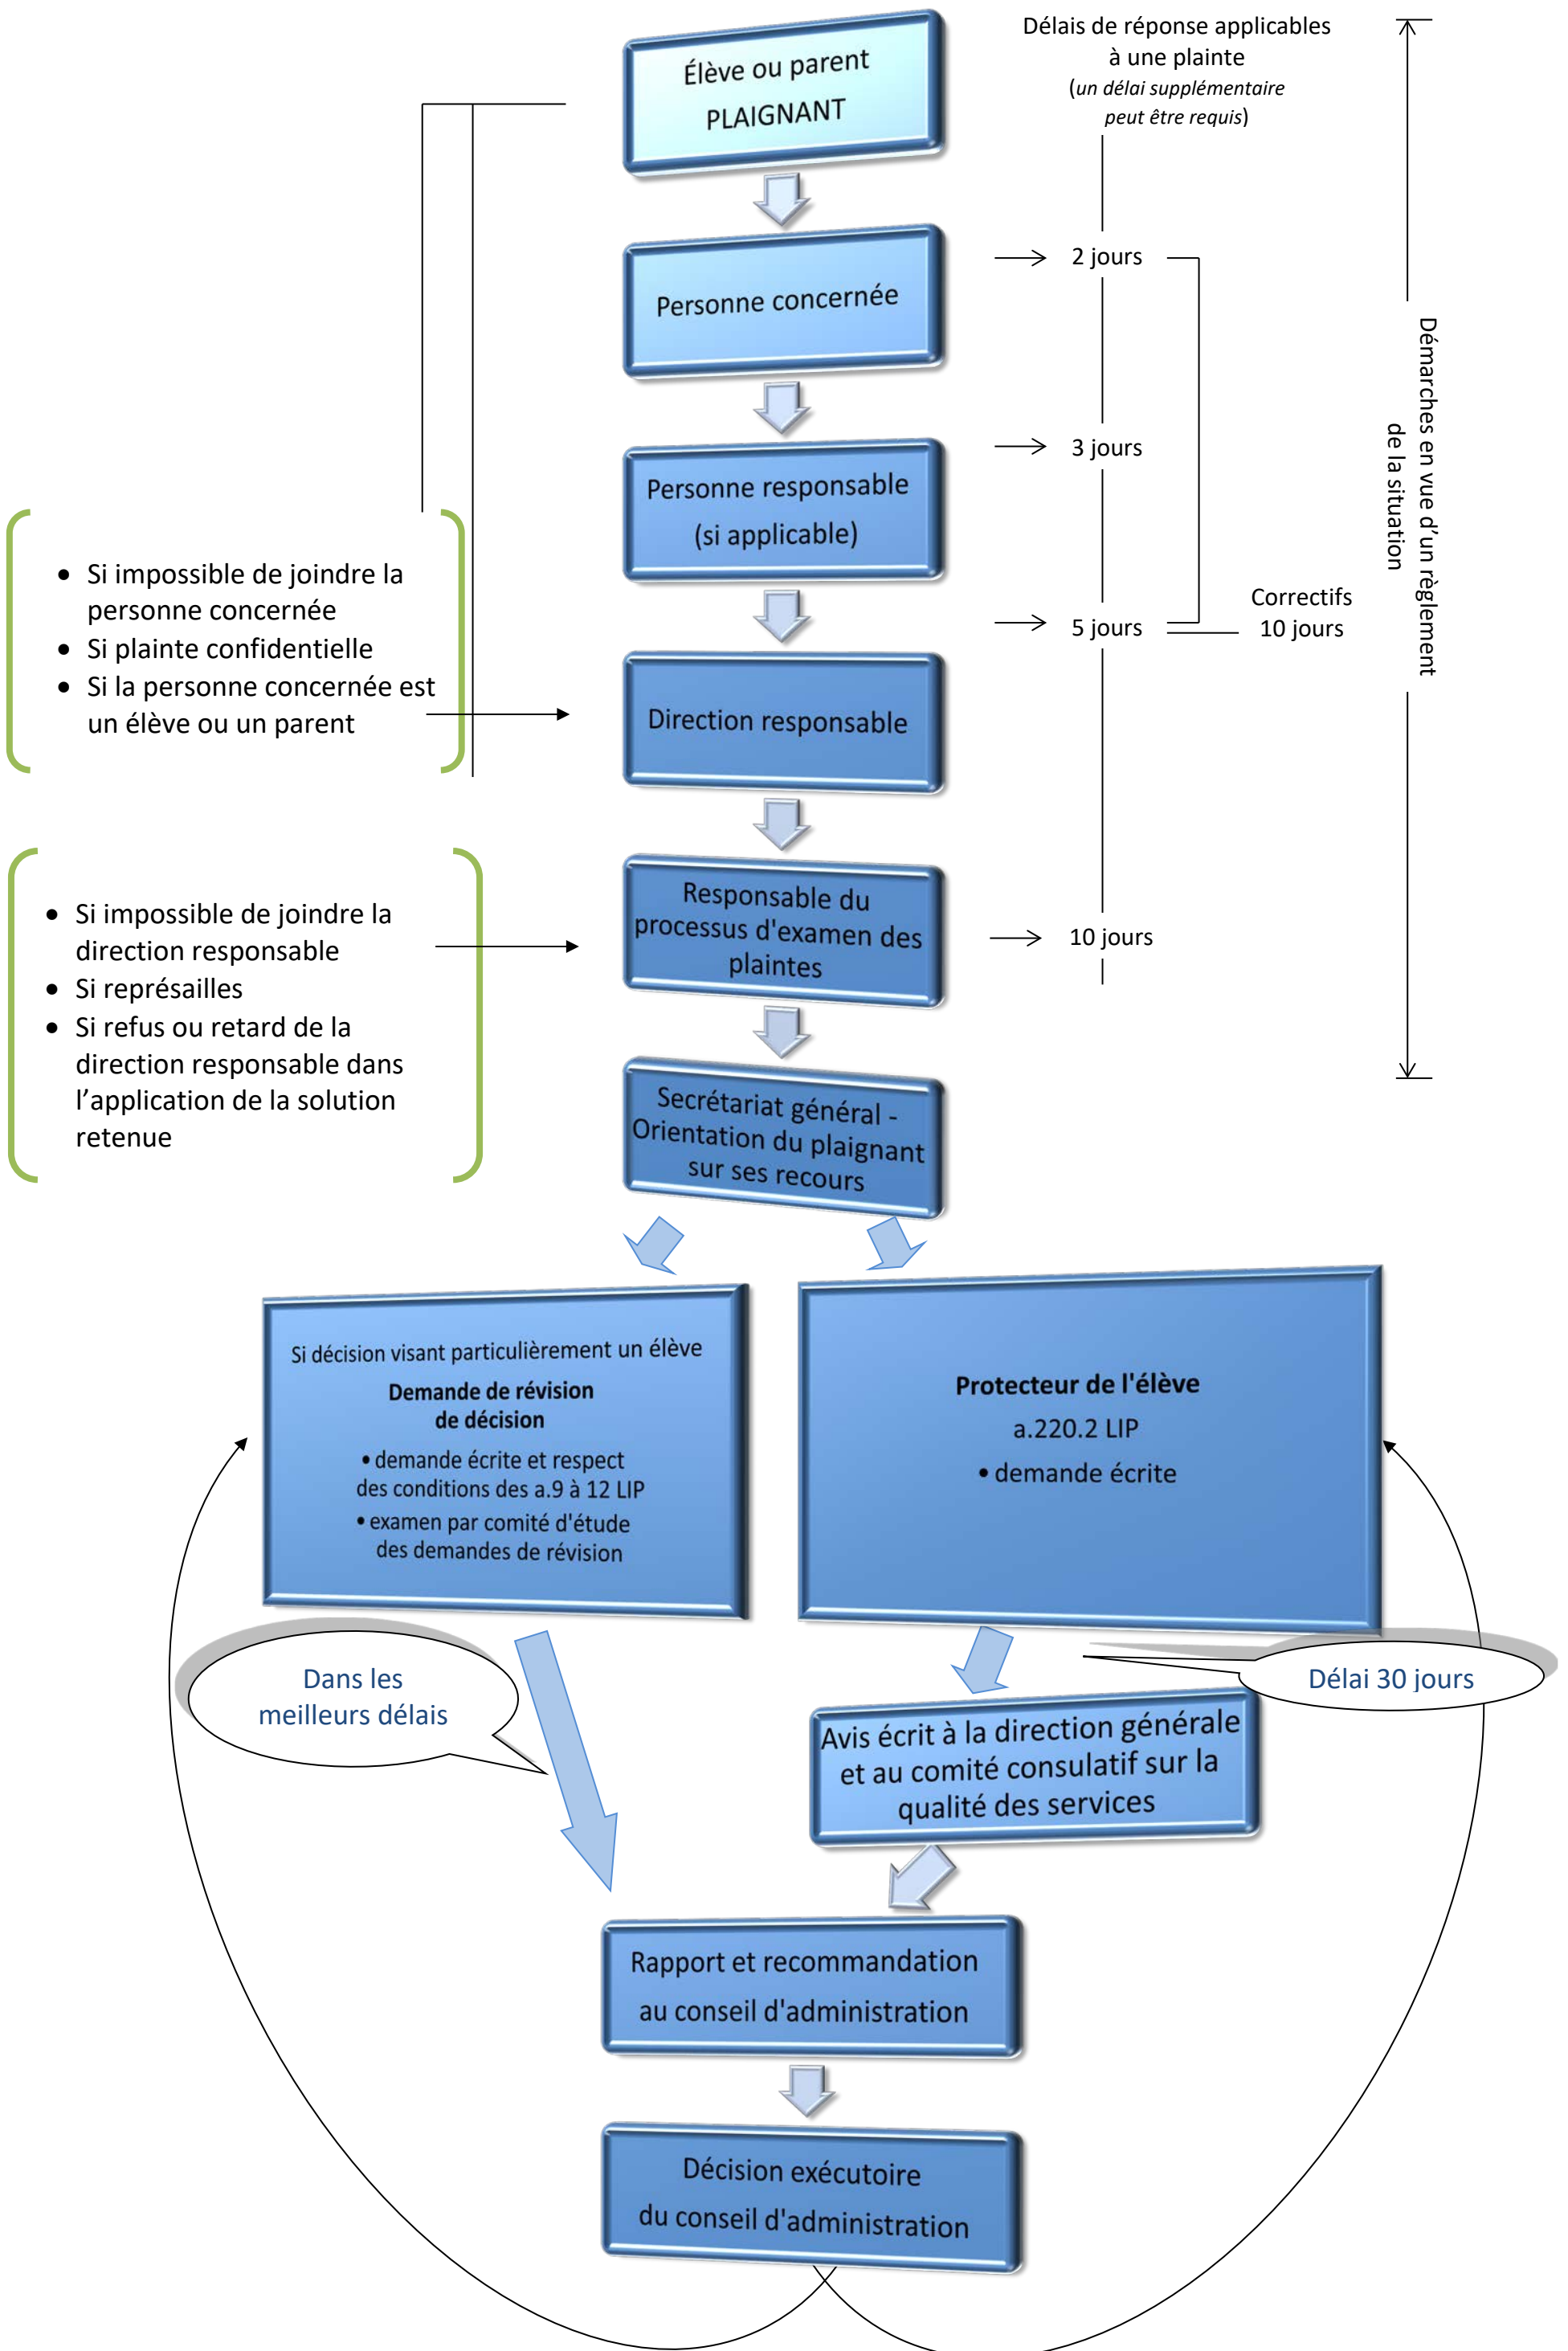 Élève ou parent
PLAIGNANT
Délais de réponse applicables
à une plainte
(un délai supplémentaire
peut être requis)
Personne concernée
2 jours
Personne responsable
(si applicable)
3 jours
Démarches en vue d'un règlement
de la situation
• Si impossible de joindre la
personne concernée
• Si plainte confidentielle
• Si la personne concernée est
un élève ou un parent
5 jours
Correctifs
10 jours
Direction responsable
• Si impossible de joindre la
direction responsable
• Si représailles
• Si refus ou retard de la
direction responsable dans
l'application de la solution
retenue
Responsable du
processus d'examen des
plaintes
10 jours
Secrétariat général -
Orientation du plaignant
sur ses recours
Si décision visant particulièrement un élève
Demande de révision
de décision
• demande écrite et respect
des conditions des a.9 à 12 LIP
• examen par comité d'étude
des demandes de révision
Protecteur de l'élève
a.220.2 LIP
• demande écrite
Dans les
meilleurs délais
Délai 30 jours
Avis écrit à la direction générale
et au comité consulatif sur la
qualité des services
Rapport et recommandation
au conseil d'administration
Décision exécutoire
du conseil d'administration